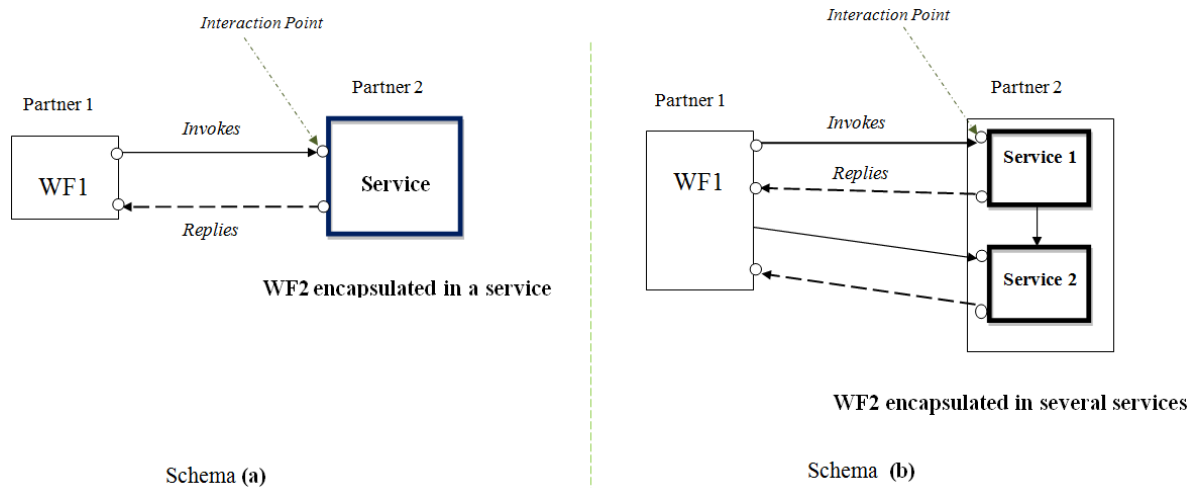 Interaction Point
Partner 1
Partner 2
Invokes
WF1
Service
Replies
WF2 encapsulated in a service
Schema (a)
Interaction Point
Partner 1
Partner 2
Invokes
Service 1
WF1
Replies
Service 2
WF2 encapsulated in several services
Schema (b)